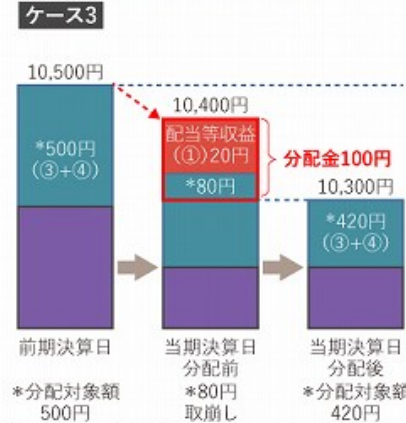 ケース3
10,500円
10,400円
*500円
(③+④)
配当等収益
(①)20円
*80円
分配金100円
10,300円
*420円
(③+④)
前期決算日
当期決算日
分配前
当期決算日
分配後
*分配対象額
500円
*80円
取崩し
*分配対象額
420円